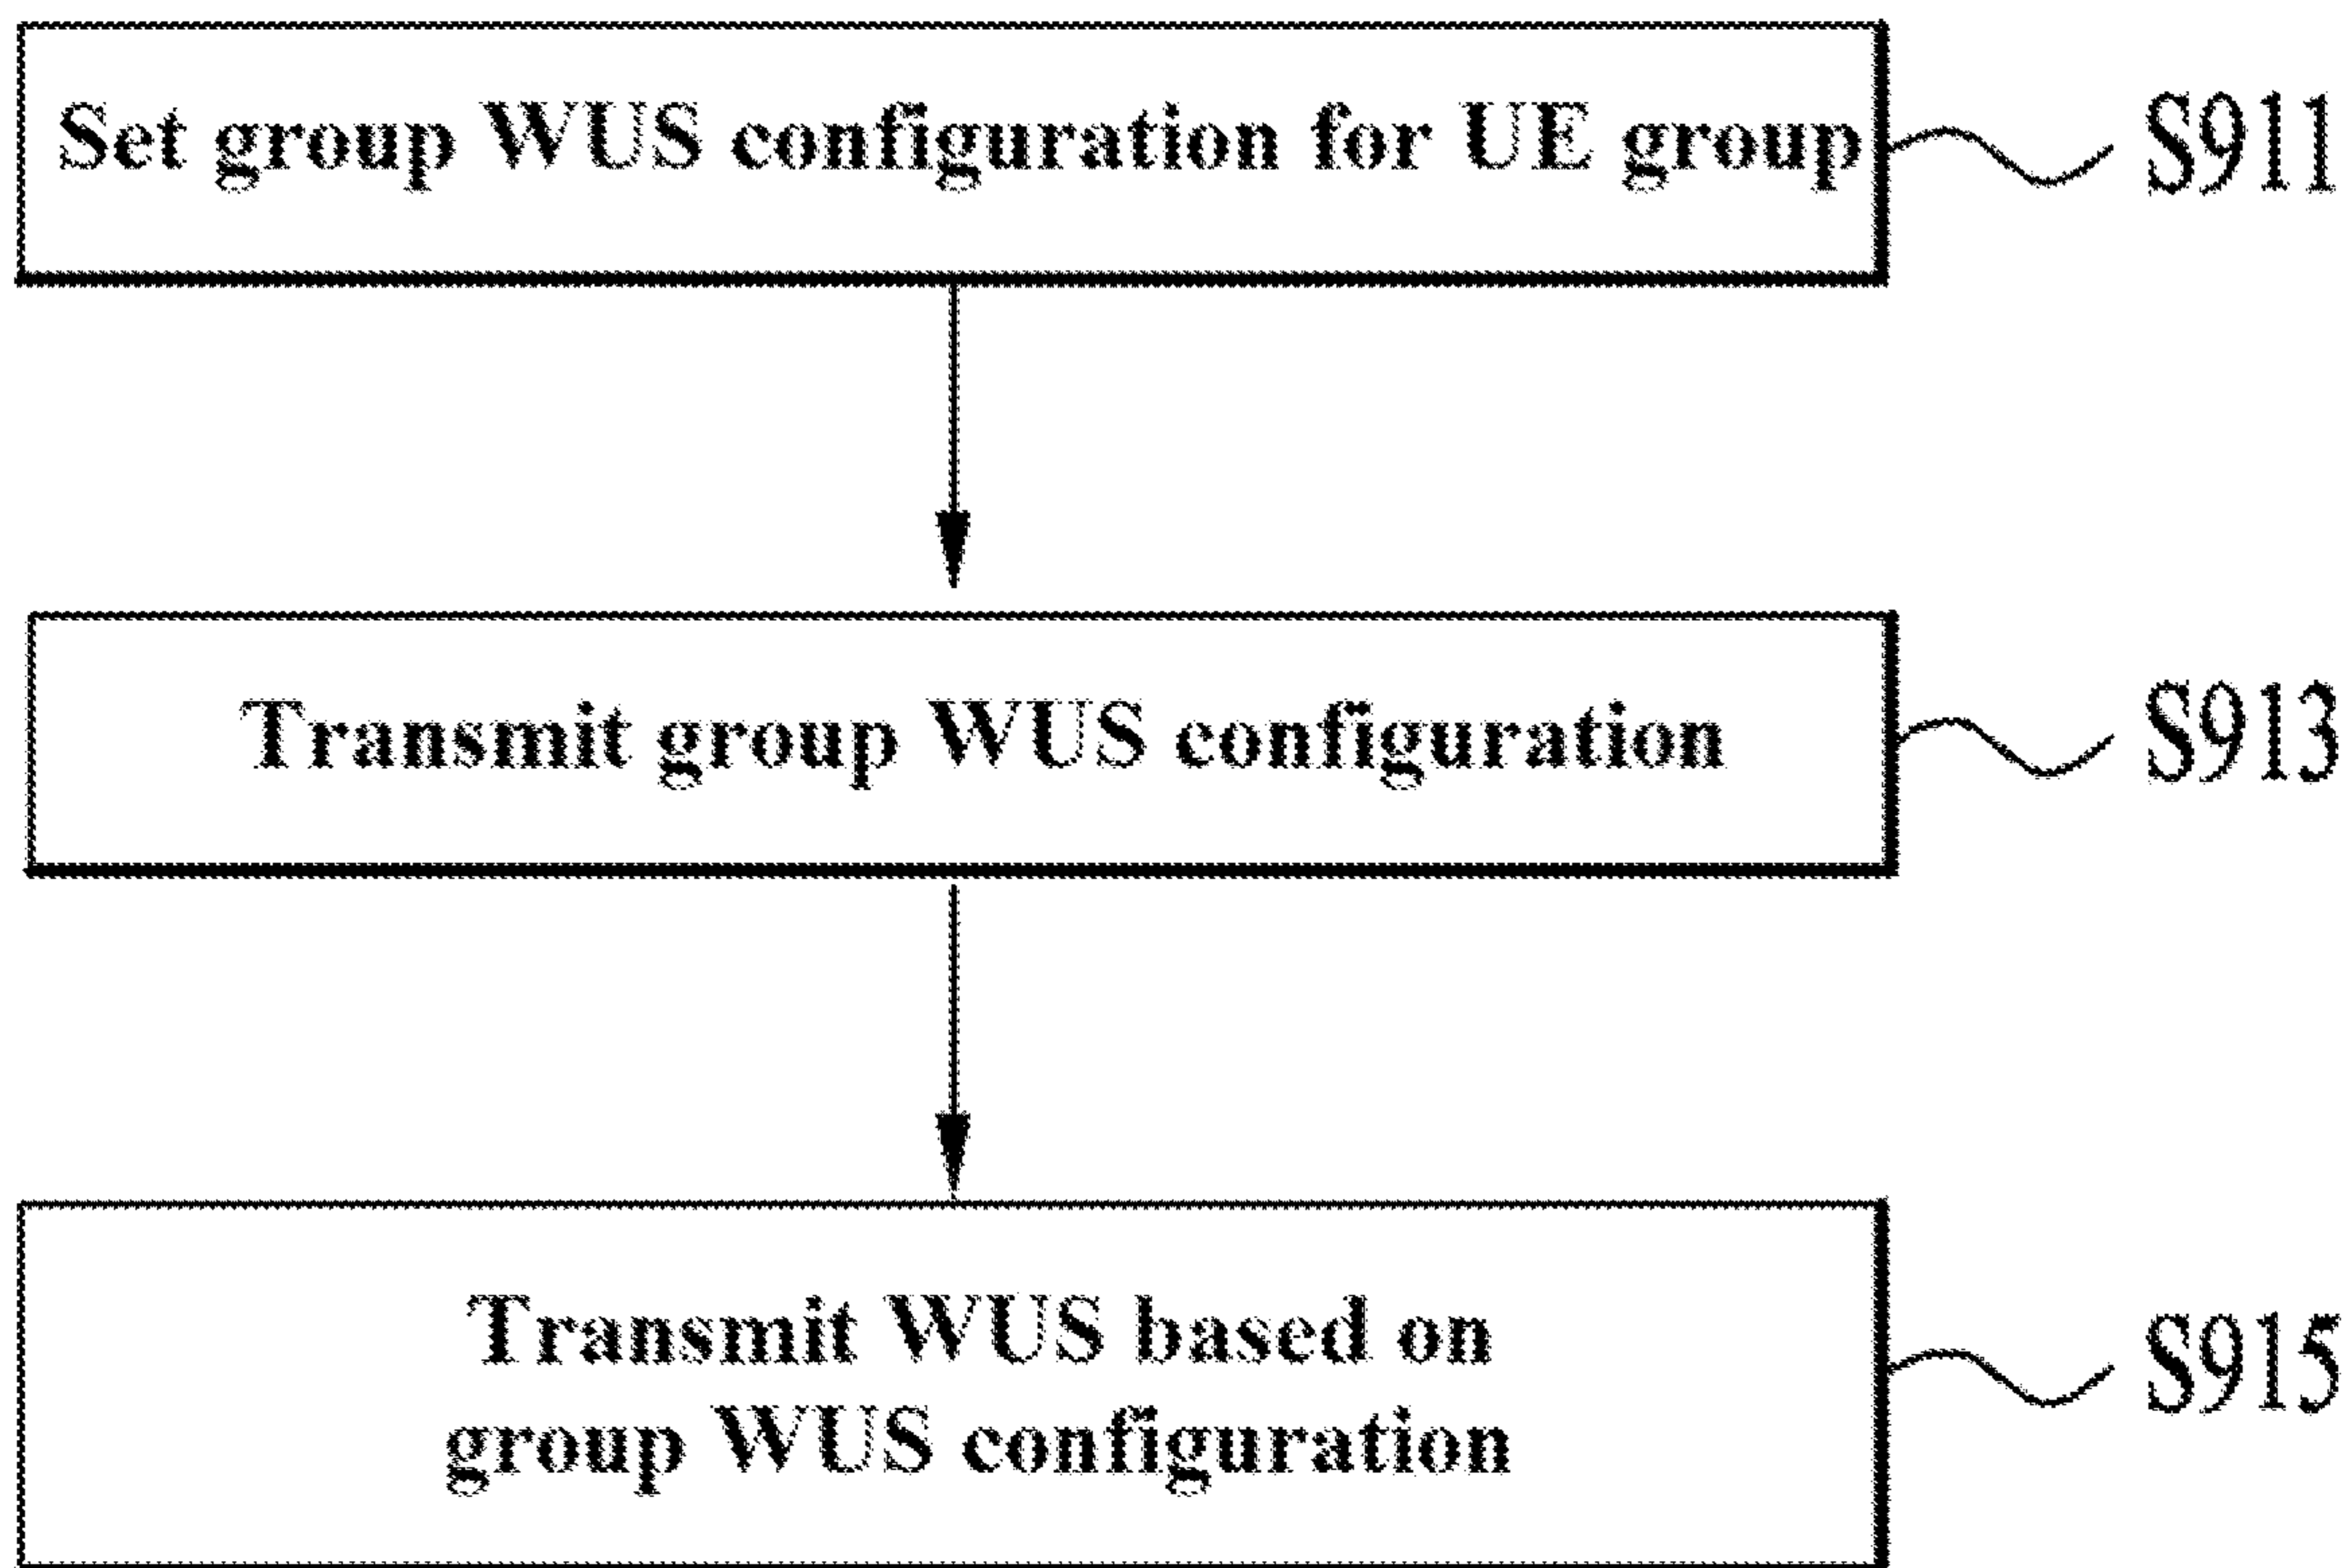 Set group WUS configuration for UE group
S911
Transmit group WUS configuration
S913
Transmit WUS based on
group WUS configuration
S915